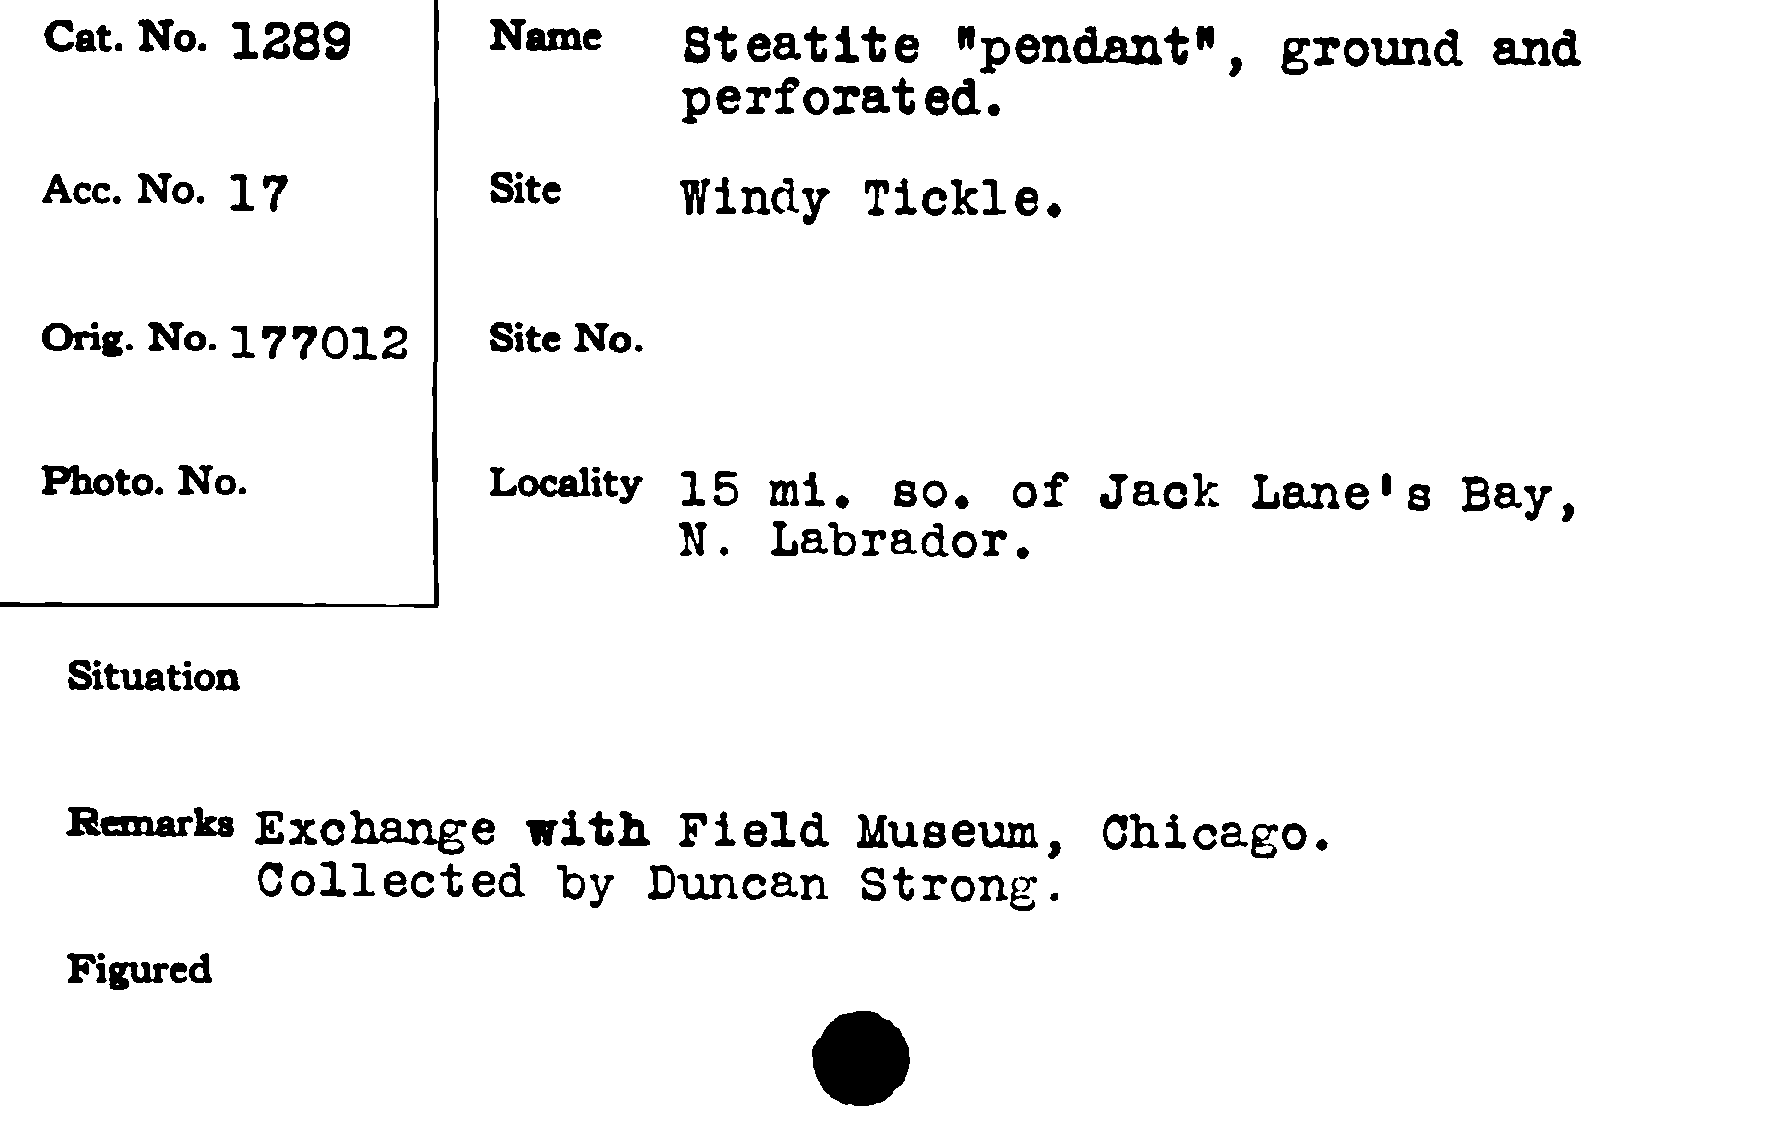 Cat. No. 1289
Name Steatite "pendant", ground and
perforated.
Acc. No. 17
Site Windy Tickle.
Orig. No. 177012
Site No.
Photo. No.
Locality 15 mi. so. of Jack Lane's Bay,
N. Labrador.
Situation
Remarks Exchange with Field Museum, Chicago.
Collected by Duncan Strong.
Figured